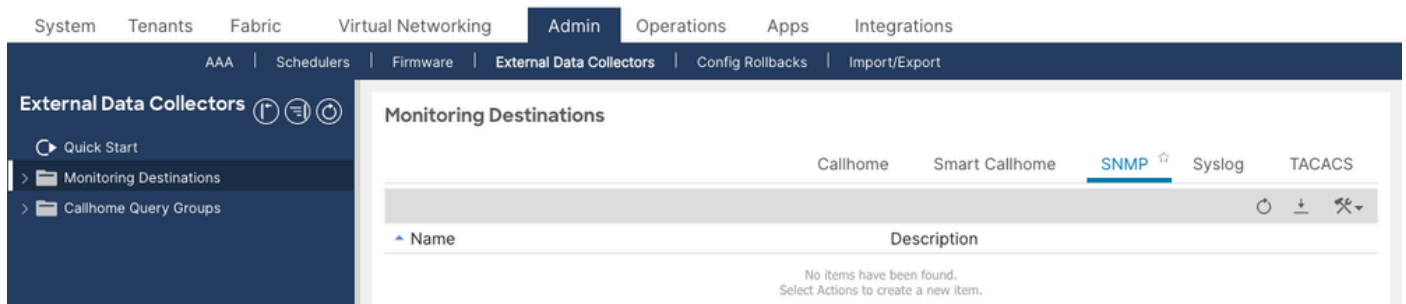 System Tenants Fabric Virtual Networking Admin Operations Apps Integrations
AAA | Schedulers | Firmware | External Data Collectors | Config Rollbacks | Import/Export
External Data Collectors
Quick Start
Monitoring Destinations
Callhome Query Groups
Monitoring Destinations
Callhome Smart Callhome SNMP Syslog TACACS
Name Description
No items have been found.
Select Actions to create a new item.